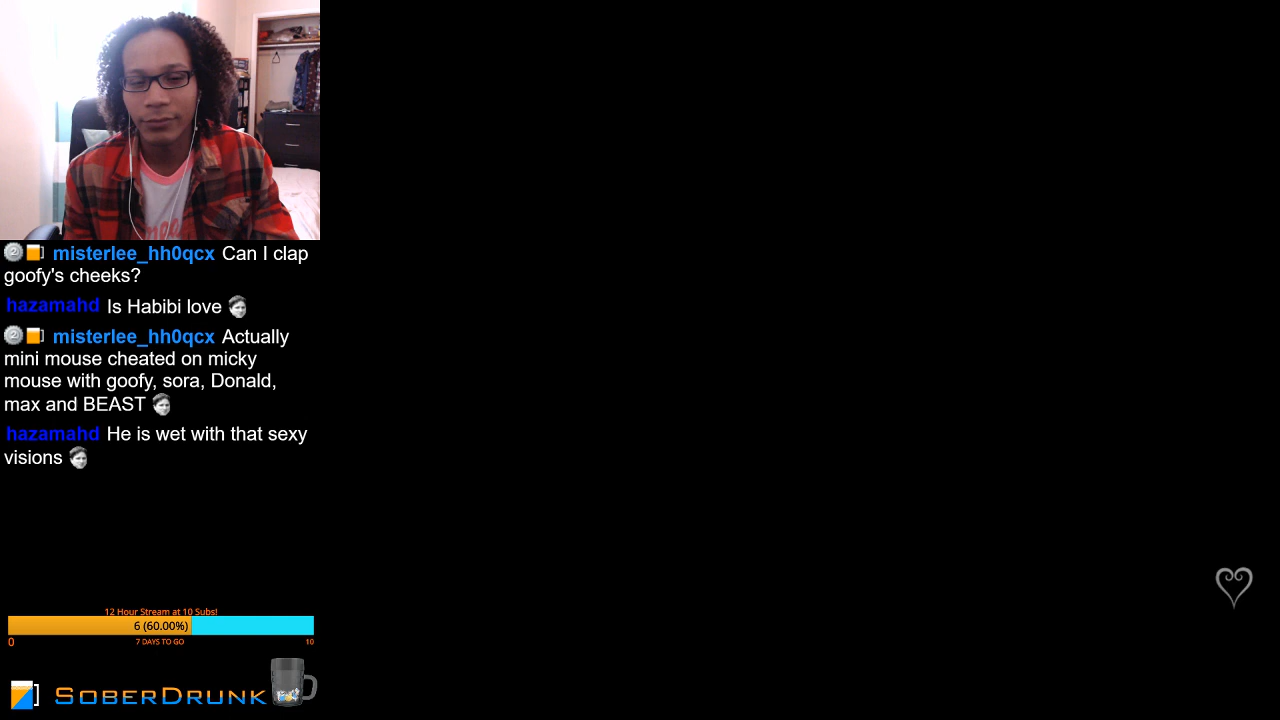 misterlee_hh0qcx Can I clap
goofy's cheeks?
hazamahd Is Habibi love
misterlee_hh0qcx Actually
mini mouse cheated on micky
mouse with goofy, sora, Donald,
max and BEAST
hazamahd He is wet with that sexy
visions
12 Hour Stream at 10 Subs!
6 (60.00%)
0 7 DAYS TO GO 10
SOBERDRUNK